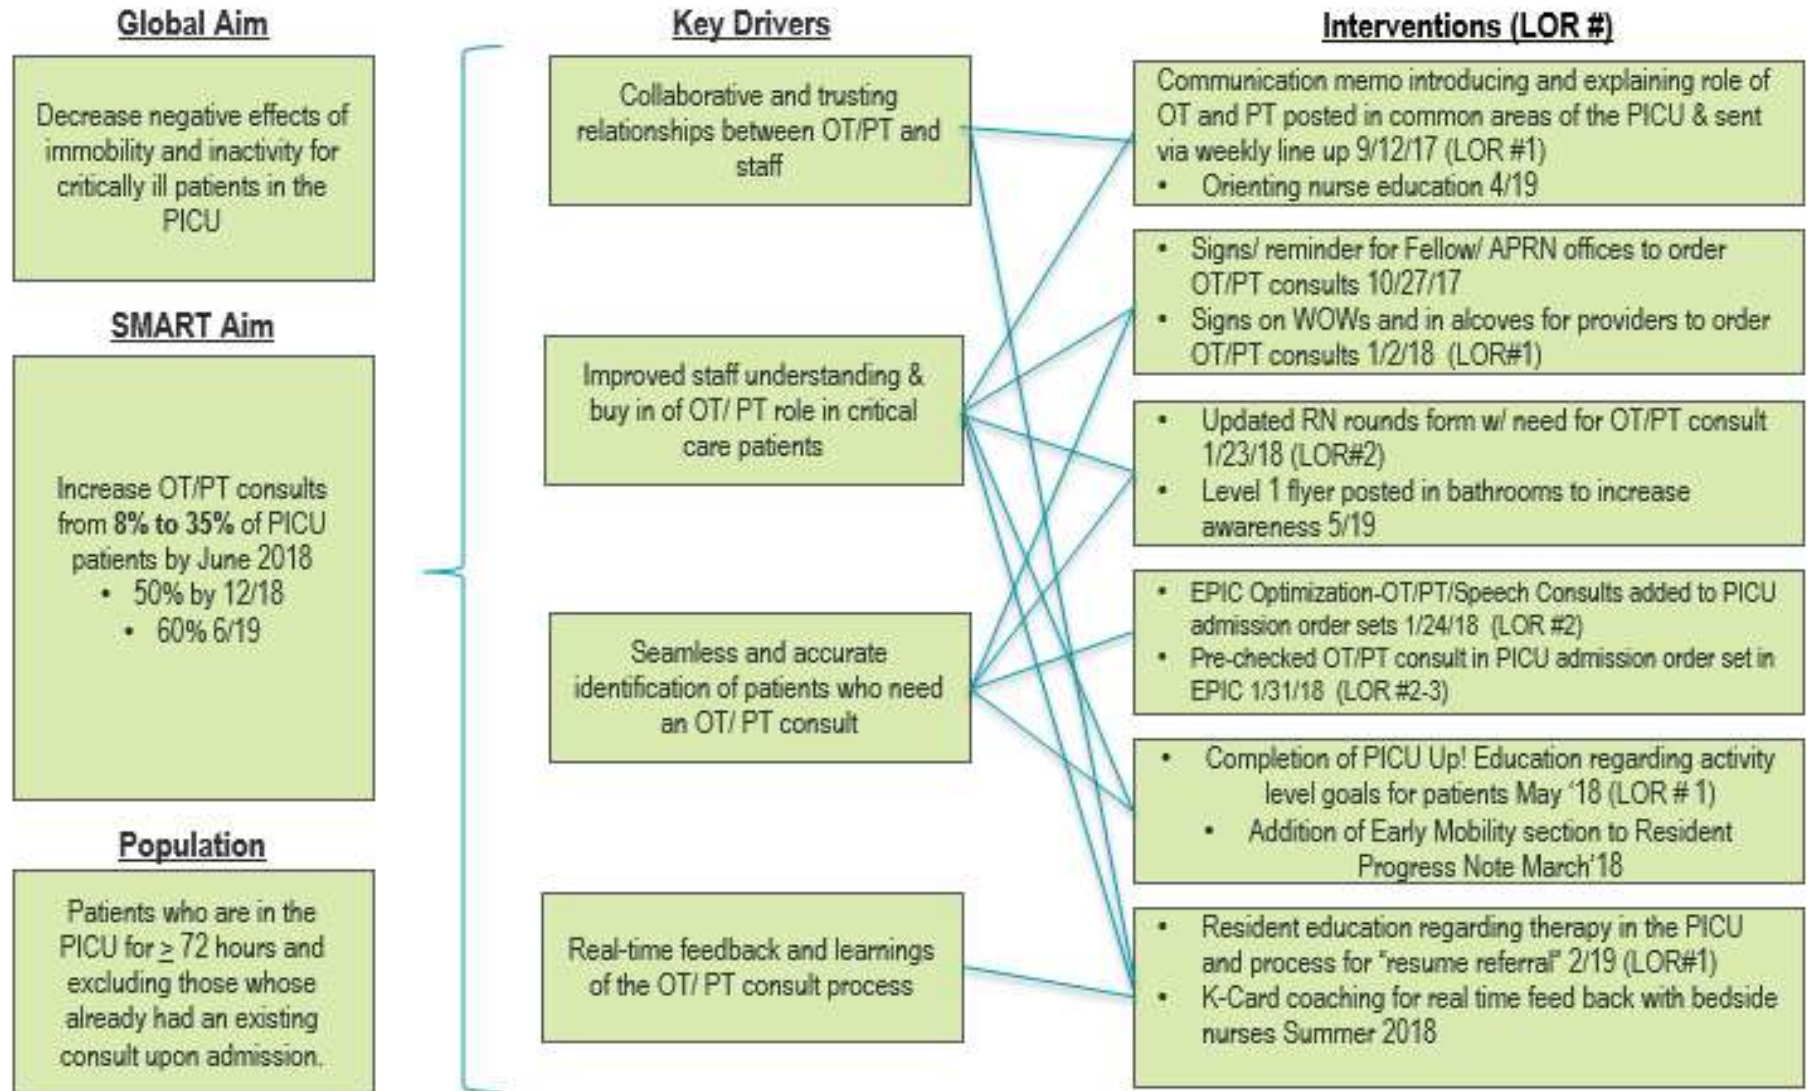 Global Aim
Decrease negative effects of
immobility and inactivity for
critically ill patients in the
PICU
SMART Aim
Increase OT/PT consults
from 8% to 35% of PICU
patients by June 2018
• 50% by 12/18
• 60% 6/19
Population
Patients who are in the
PICU for ≥ 72 hours and
excluding those whose
already had an existing
consult upon admission.
Key Drivers
Collaborative and trusting
relationships between OT/PT and
staff
Improved staff understanding &
buy in of OT/ PT role in critical
care patients
Seamless and accurate
identification of patients who need
an OT/ PT consult
Real-time feedback and learnings
of the OT/ PT consult process
Interventions (LOR #)
Communication memo introducing and explaining role of
OT and PT posted in common areas of the PICU & sent
via weekly line up 9/12/17 (LOR #1)
• Orienting nurse education 4/19
• Signs/ reminder for Fellow/ APRN offices to order
OT/PT consults 10/27/17
• Signs on WOWs and in alcoves for providers to order
OT/PT consults 1/2/18 (LOR#1)
• Updated RN rounds form w/ need for OT/PT consult
1/23/18 (LOR#2)
• Level 1 flyer posted in bathrooms to increase
awareness 5/19
• EPIC Optimization-OT/PT/Speech Consults added to PICU
admission order sets 1/24/18 (LOR #2)
• Pre-checked OT/PT consult in PICU admission order set in
EPIC 1/31/18 (LOR #2-3)
• Completion of PICU Up! Education regarding activity
level goals for patients May '18 (LOR # 1)
• Addition of Early Mobility section to Resident
Progress Note March'18
• Resident education regarding therapy in the PICU
and process for "resume referral" 2/19 (LOR#1)
• K-Card coaching for real time feed back with bedside
nurses Summer 2018